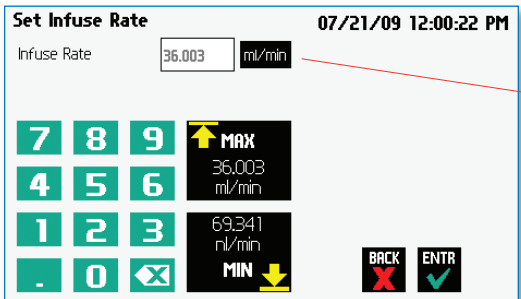 Set Infuse Rate 07/21/09 12:00:22 PM
Infuse Rate 36.003 ml/min
7 8 9 MAX
36.003
ml/min
4 5 6
1 2 3 69.341
nl/min
. 0 MIN
BACK ENTR